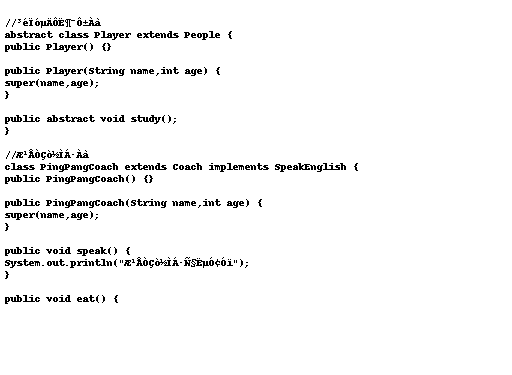 //³éÏóµÄÔË¶¯Ô±Àà
abstract class Player extends People {
public Player() {}
public Player(String name,int age) {
super(name,age);
}
public abstract void study();
}
//Æ¹ÅÒÇò½ÌÁ·Àà
class PingPangCoach extends Coach implements SpeakEnglish {
public PingPangCoach() {}
public PingPangCoach(String name,int age) {
super(name,age);
}
public void speak() {
System.out.println("Æ¹ÅÒÇò½ÌÁ·Ñ§ËµÓ¢Óï");
}
public void eat() {